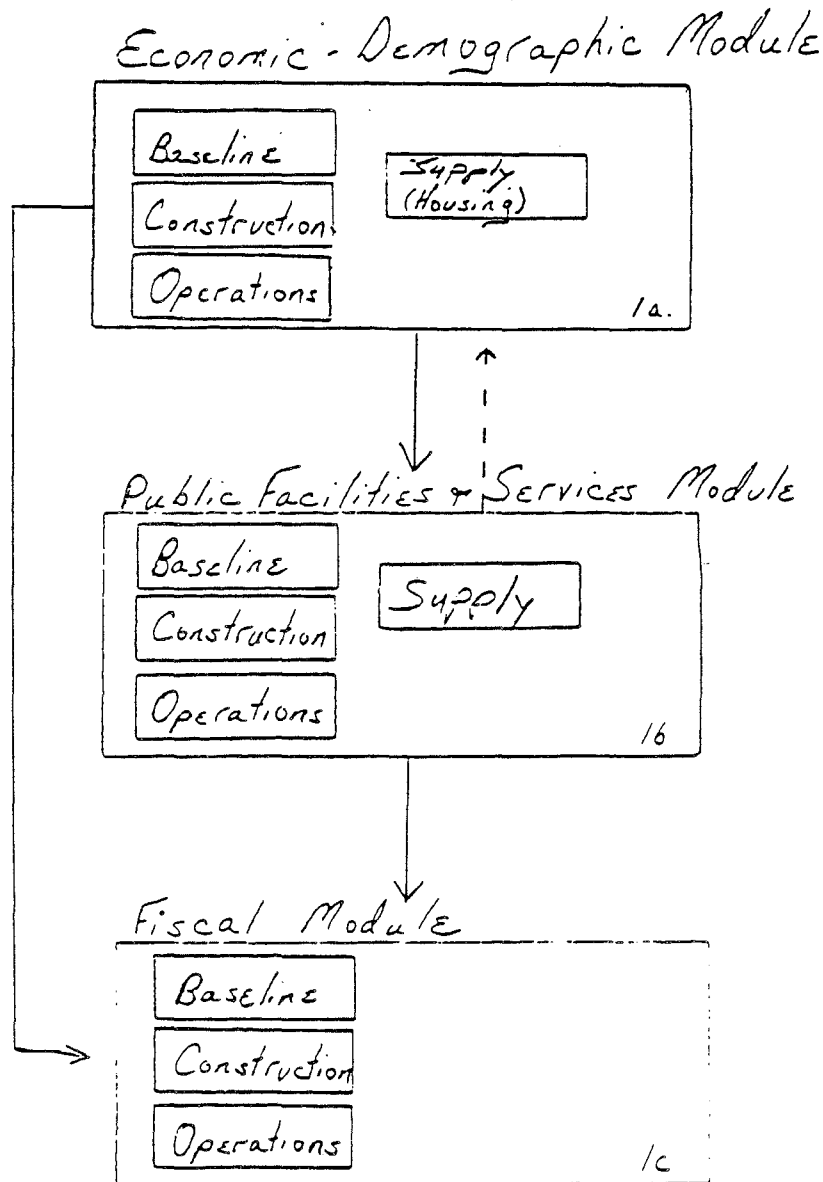 Economic-Demographic Module
Baseline
Supply
(Housing)
Construction
Operations
1a.
Public Facilities & Services Module
Baseline
Supply
Construction
Operations
1b
Fiscal Module
Baseline
Construction
Operations
1c